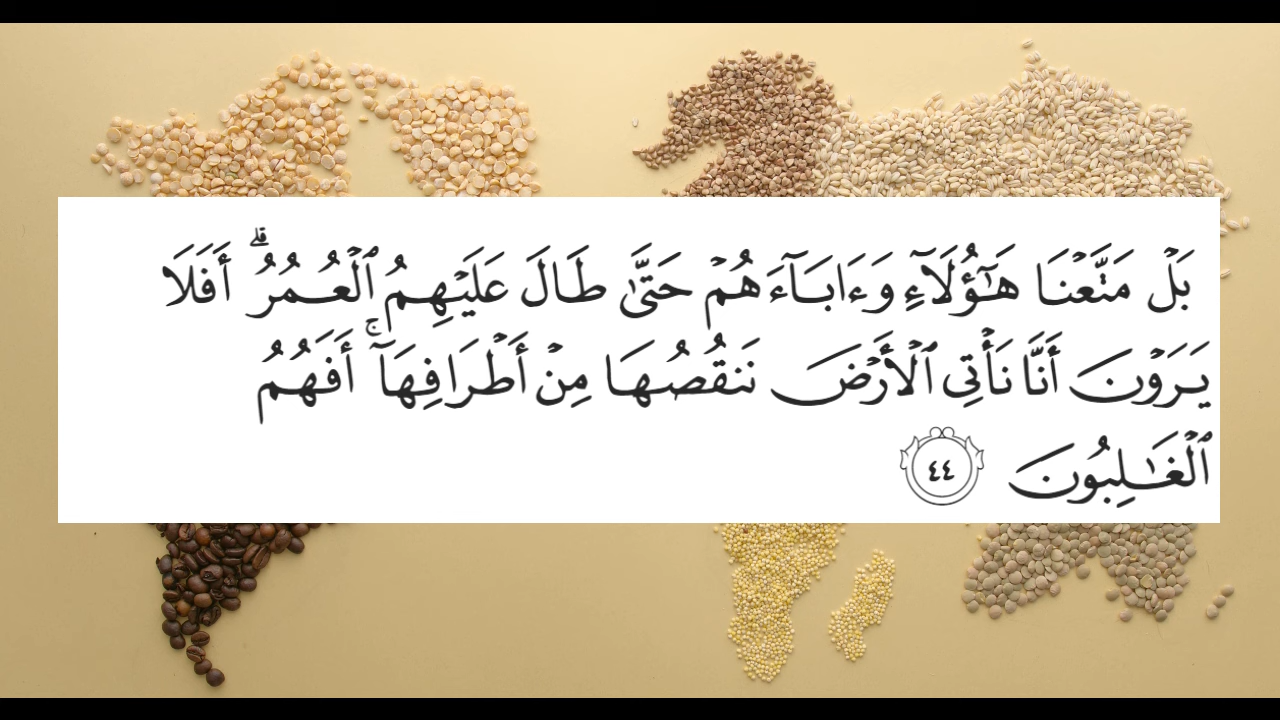 بَلْ مَتَّعْنَا هَـٰٓؤُلَآءِ وَءَابَآءَهُمْ حَتَّىٰ طَالَ عَلَيْهِمُ ٱلْعُمُرُ ۗ أَفَلَا
يَرَوْنَ أَنَّا نَأْتِى ٱلْأَرْضَ نَنقُصُهَا مِنْ أَطْرَافِهَآ ۚ أَفَهُمُ
ٱلْغَـٰلِبُونَ ٤٤